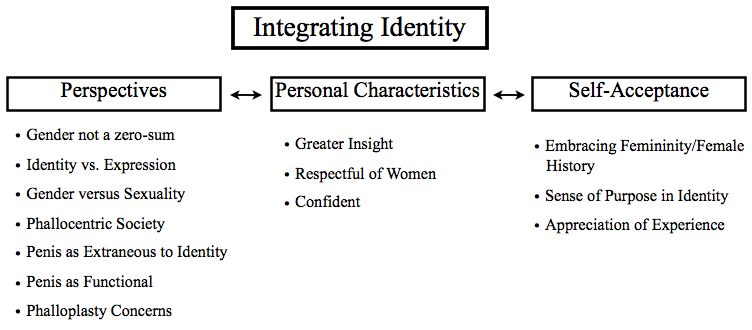 Integrating Identity
Perspectives
• Gender not a zero-sum
• Identity vs. Expression
• Gender versus Sexuality
• Phallocentric Society
• Penis as Extraneous to Identity
• Penis as Functional
• Phalloplasty Concerns
Personal Characteristics
• Greater Insight
• Respectful of Women
• Confident
Self-Acceptance
• Embracing Femininity/Female
History
• Sense of Purpose in Identity
• Appreciation of Experience